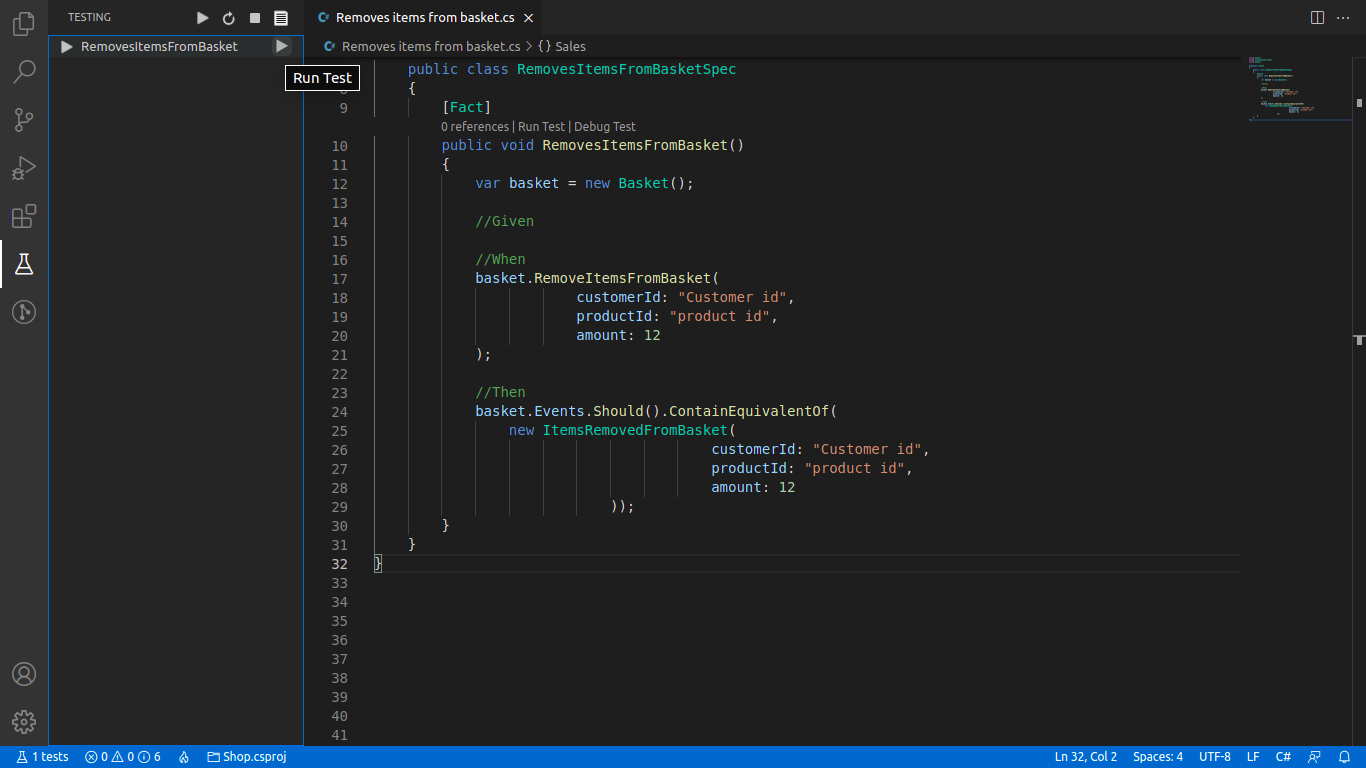 TESTING
Removes items from basket.cs
RemovesItemsFromBasket
Removes items from basket.cs > {} Sales
Run Test
public class RemovesItemsFromBasketSpec
{
9 [Fact]
0 references | Run Test | Debug Test
10 public void RemovesItemsFromBasket()
11 {
12 var basket = new Basket();
13
14 //Given
15
16 //When
17 basket.RemoveItemsFromBasket(
18 customerId: "Customer id",
19 productId: "product id",
20 amount: 12
21 );
22
23 //Then
24 basket.Events.Should().ContainEquivalentOf(
25 new ItemsRemovedFromBasket(
26 customerId: "Customer id",
27 productId: "product id",
28 amount: 12
29 ));
30 }
31 }
32 }
33
34
35
36
37
38
39
40
41
1 tests 0 0 6 Shop.csproj Ln 32, Col 2 Spaces: 4 UTF-8 LF C#